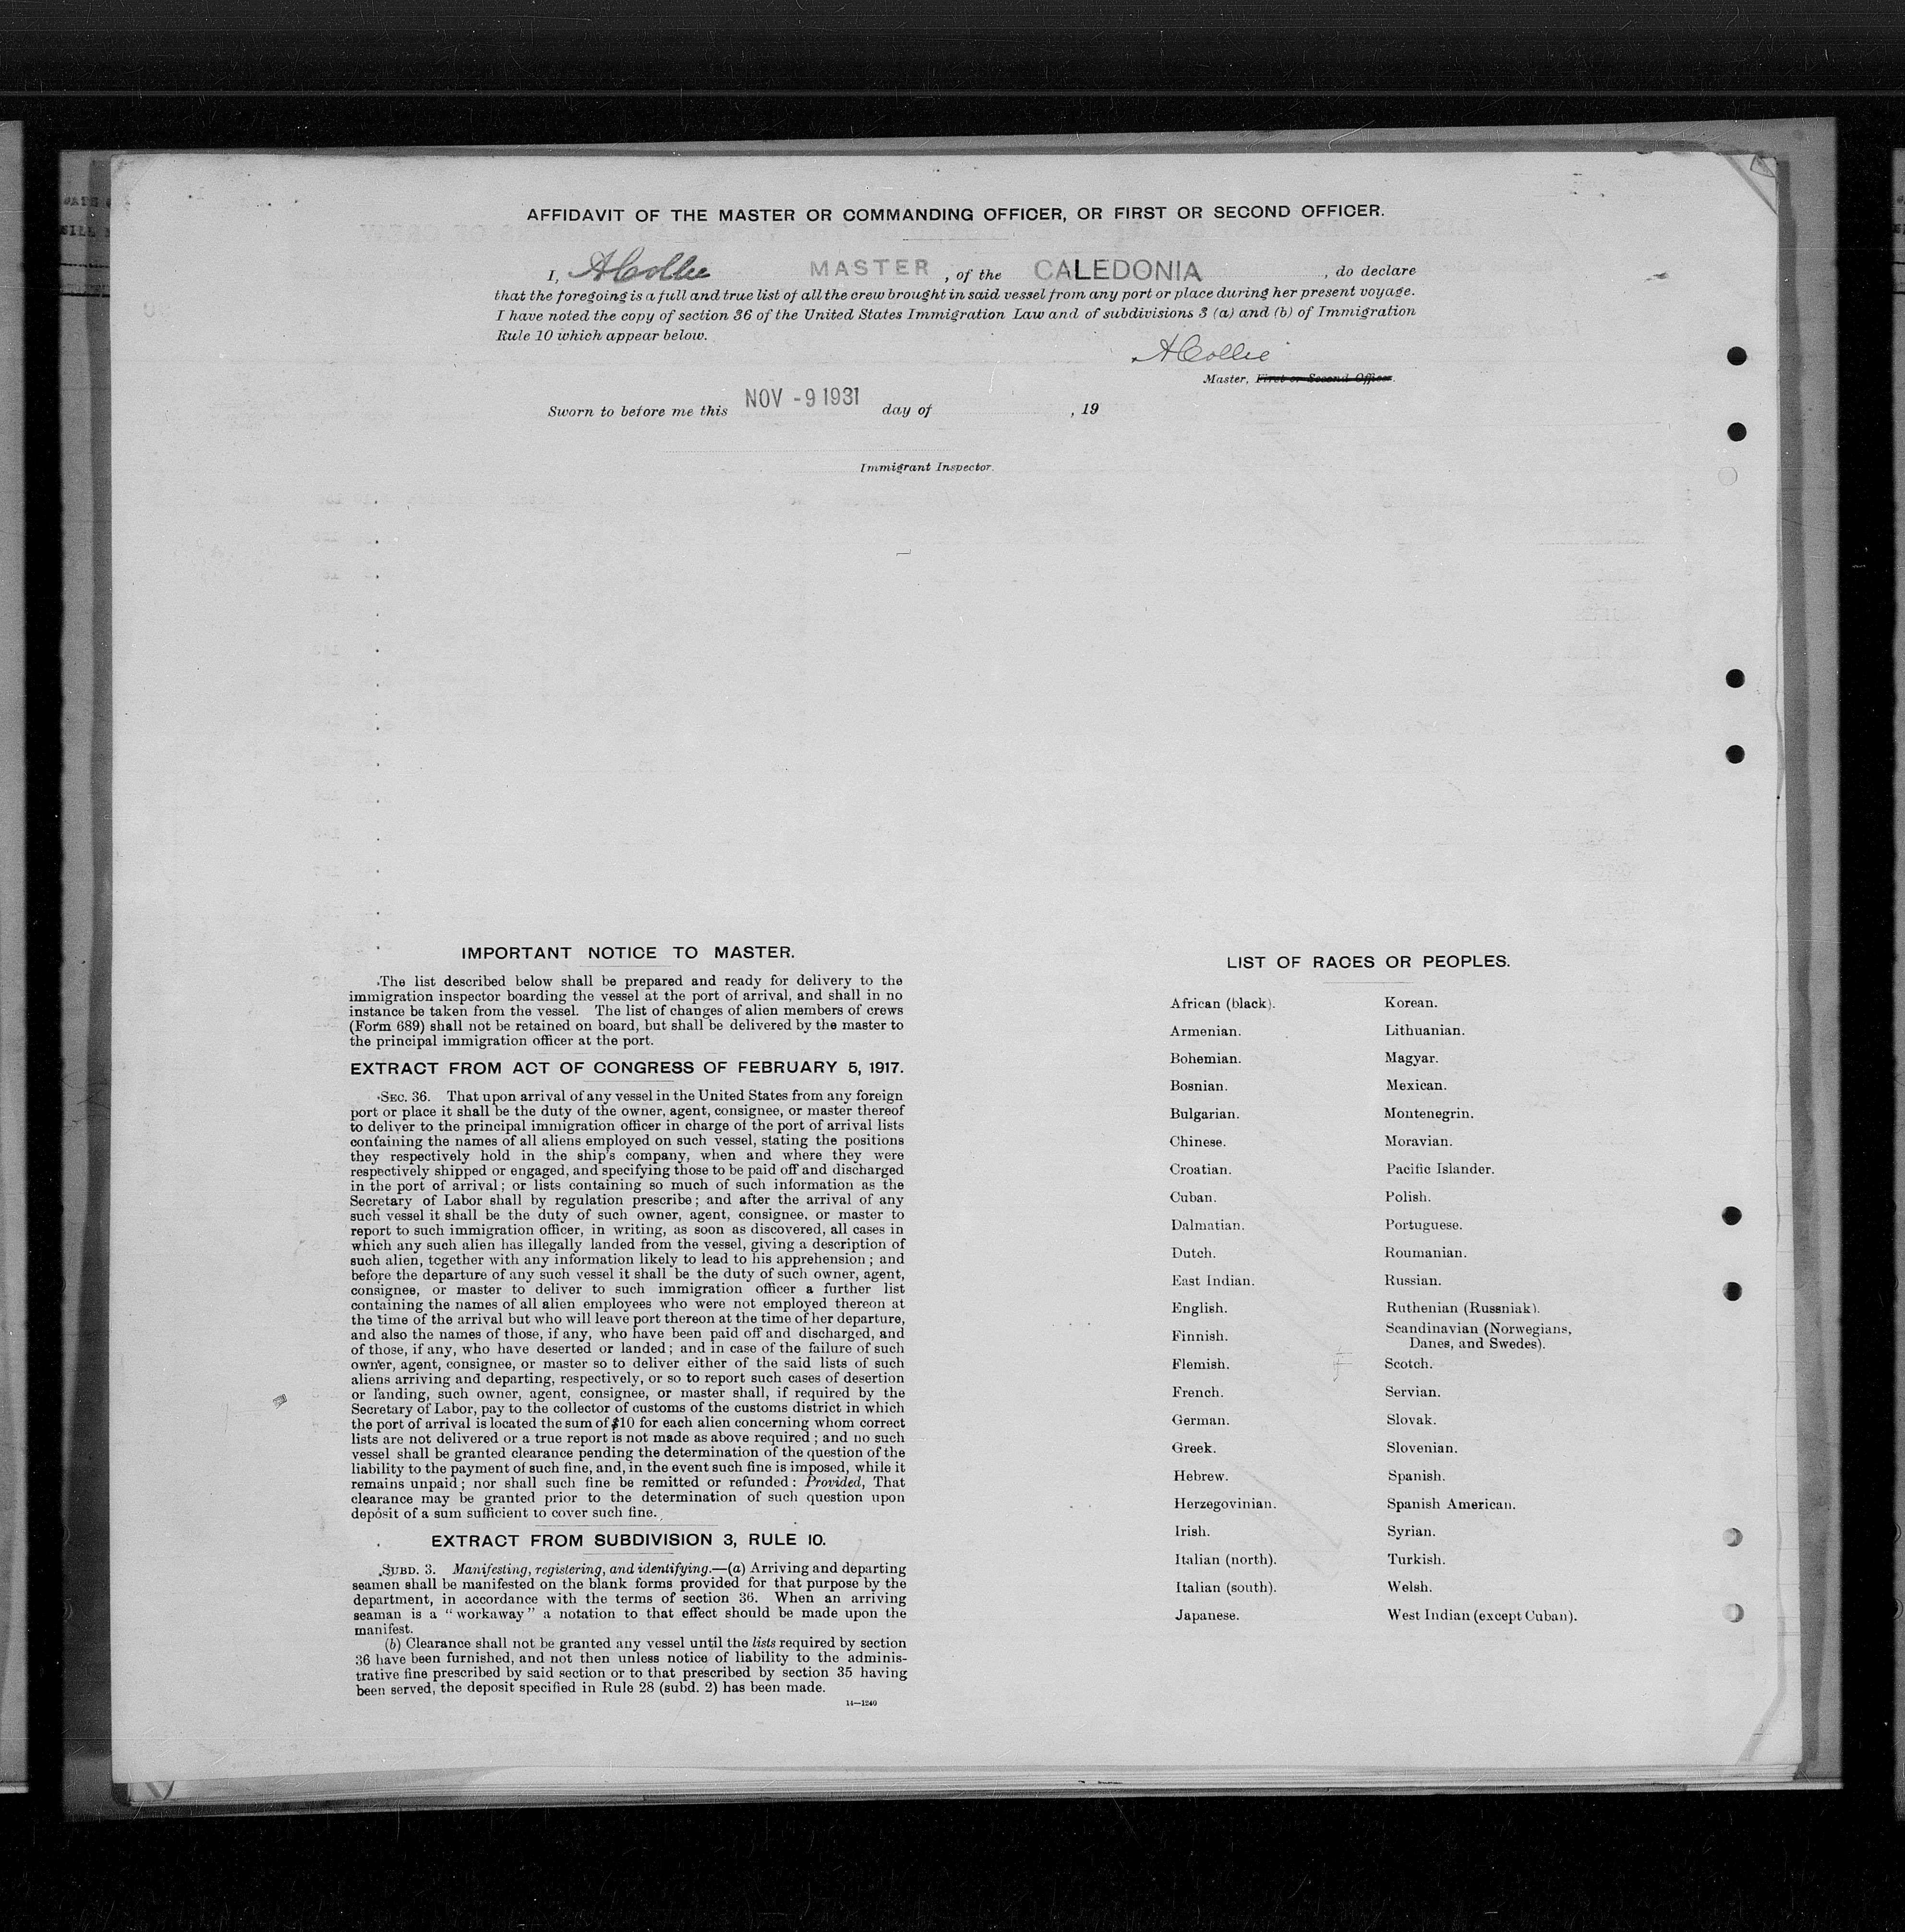 AFFIDAVIT OF THE MASTER OR COMMANDING OFFICER, OR FIRST OR SECOND OFFICER.
I, A Collie MASTER, of the CALEDONIA, do declare
that the foregoing is a full and true list of all the crew brought in said vessel from any port or place during her present voyage.
I have noted the copy of section 36 of the United States Immigration Law and of subdivisions 3 (a) and (b) of Immigration
Rule 10 which appear below.
A Collie
Master, First or Second Officer.
Sworn to before me this NOV - 9 1931 day of , 19
Immigrant Inspector.
IMPORTANT NOTICE TO MASTER.
The list described below shall be prepared and ready for delivery to the
immigration inspector boarding the vessel at the port of arrival, and shall in no
instance be taken from the vessel. The list of changes of alien members of crews
(Form 689) shall not be retained on board, but shall be delivered by the master to
the principal immigration officer at the port.
EXTRACT FROM ACT OF CONGRESS OF FEBRUARY 5, 1917.
SEC. 36. That upon arrival of any vessel in the United States from any foreign
port or place it shall be the duty of the owner, agent, consignee, or master thereof
to deliver to the principal immigration officer in charge of the port of arrival lists
containing the names of all aliens employed on such vessel, stating the positions
they respectively hold in the ship's company, when and where they were
respectively shipped or engaged, and specifying those to be paid off and discharged
in the port of arrival; or lists containing so much of such information as the
Secretary of Labor shall by regulation prescribe; and after the arrival of any
such vessel it shall be the duty of such owner, agent, consignee, or master to
report to such immigration officer, in writing, as soon as discovered, all cases in
which any such alien has illegally landed from the vessel, giving a description of
such alien, together with any information likely to lead to his apprehension; and
before the departure of any such vessel it shall be the duty of such owner, agent,
consignee, or master to deliver to such immigration officer a further list
containing the names of all alien employees who were not employed thereon at
the time of the arrival but who will leave port thereon at the time of her departure,
and also the names of those, if any, who have been paid off and discharged, and
of those, if any, who have deserted or landed; and in case of the failure of such
owner, agent, consignee, or master so to deliver either of the said lists of such
aliens arriving and departing, respectively, or so to report such cases of desertion
or landing, such owner, agent, consignee, or master shall, if required by the
Secretary of Labor, pay to the collector of customs of the customs district in which
the port of arrival is located the sum of $10 for each alien concerning whom correct
lists are not delivered or a true report is not made as above required; and no such
vessel shall be granted clearance pending the determination of the question of the
liability to the payment of such fine, and, in the event such fine is imposed, while it
remains unpaid; nor shall such fine be remitted or refunded: Provided, That
clearance may be granted prior to the determination of such question upon
deposit of a sum sufficient to cover such fine.
EXTRACT FROM SUBDIVISION 3, RULE 10.
SUBD. 3. Manifesting, registering, and identifying.—(a) Arriving and departing
seamen shall be manifested on the blank forms provided for that purpose by the
department, in accordance with the terms of section 36. When an arriving
seaman is a "workaway" a notation to that effect should be made upon the
manifest.
(b) Clearance shall not be granted any vessel until the lists required by section
36 have been furnished, and not then unless notice of liability to the adminis-
trative fine prescribed by said section or to that prescribed by section 35 having
been served, the deposit specified in Rule 28 (subd. 2) has been made.
14—1240
LIST OF RACES OR PEOPLES.
African (black).
Armenian.
Bohemian.
Bosnian.
Bulgarian.
Chinese.
Croatian.
Cuban.
Dalmatian.
Dutch.
East Indian.
English.
Finnish.
Flemish.
French.
German.
Greek.
Hebrew.
Herzegovinian.
Irish.
Italian (north).
Italian (south).
Japanese.
Korean.
Lithuanian.
Magyar.
Mexican.
Montenegrin.
Moravian.
Pacific Islander.
Polish.
Portuguese.
Roumanian.
Russian.
Ruthenian (Russniak).
Scandinavian (Norwegians,
Danes, and Swedes).
Scotch.
Servian.
Slovak.
Slovenian.
Spanish.
Spanish American.
Syrian.
Turkish.
Welsh.
West Indian (except Cuban).